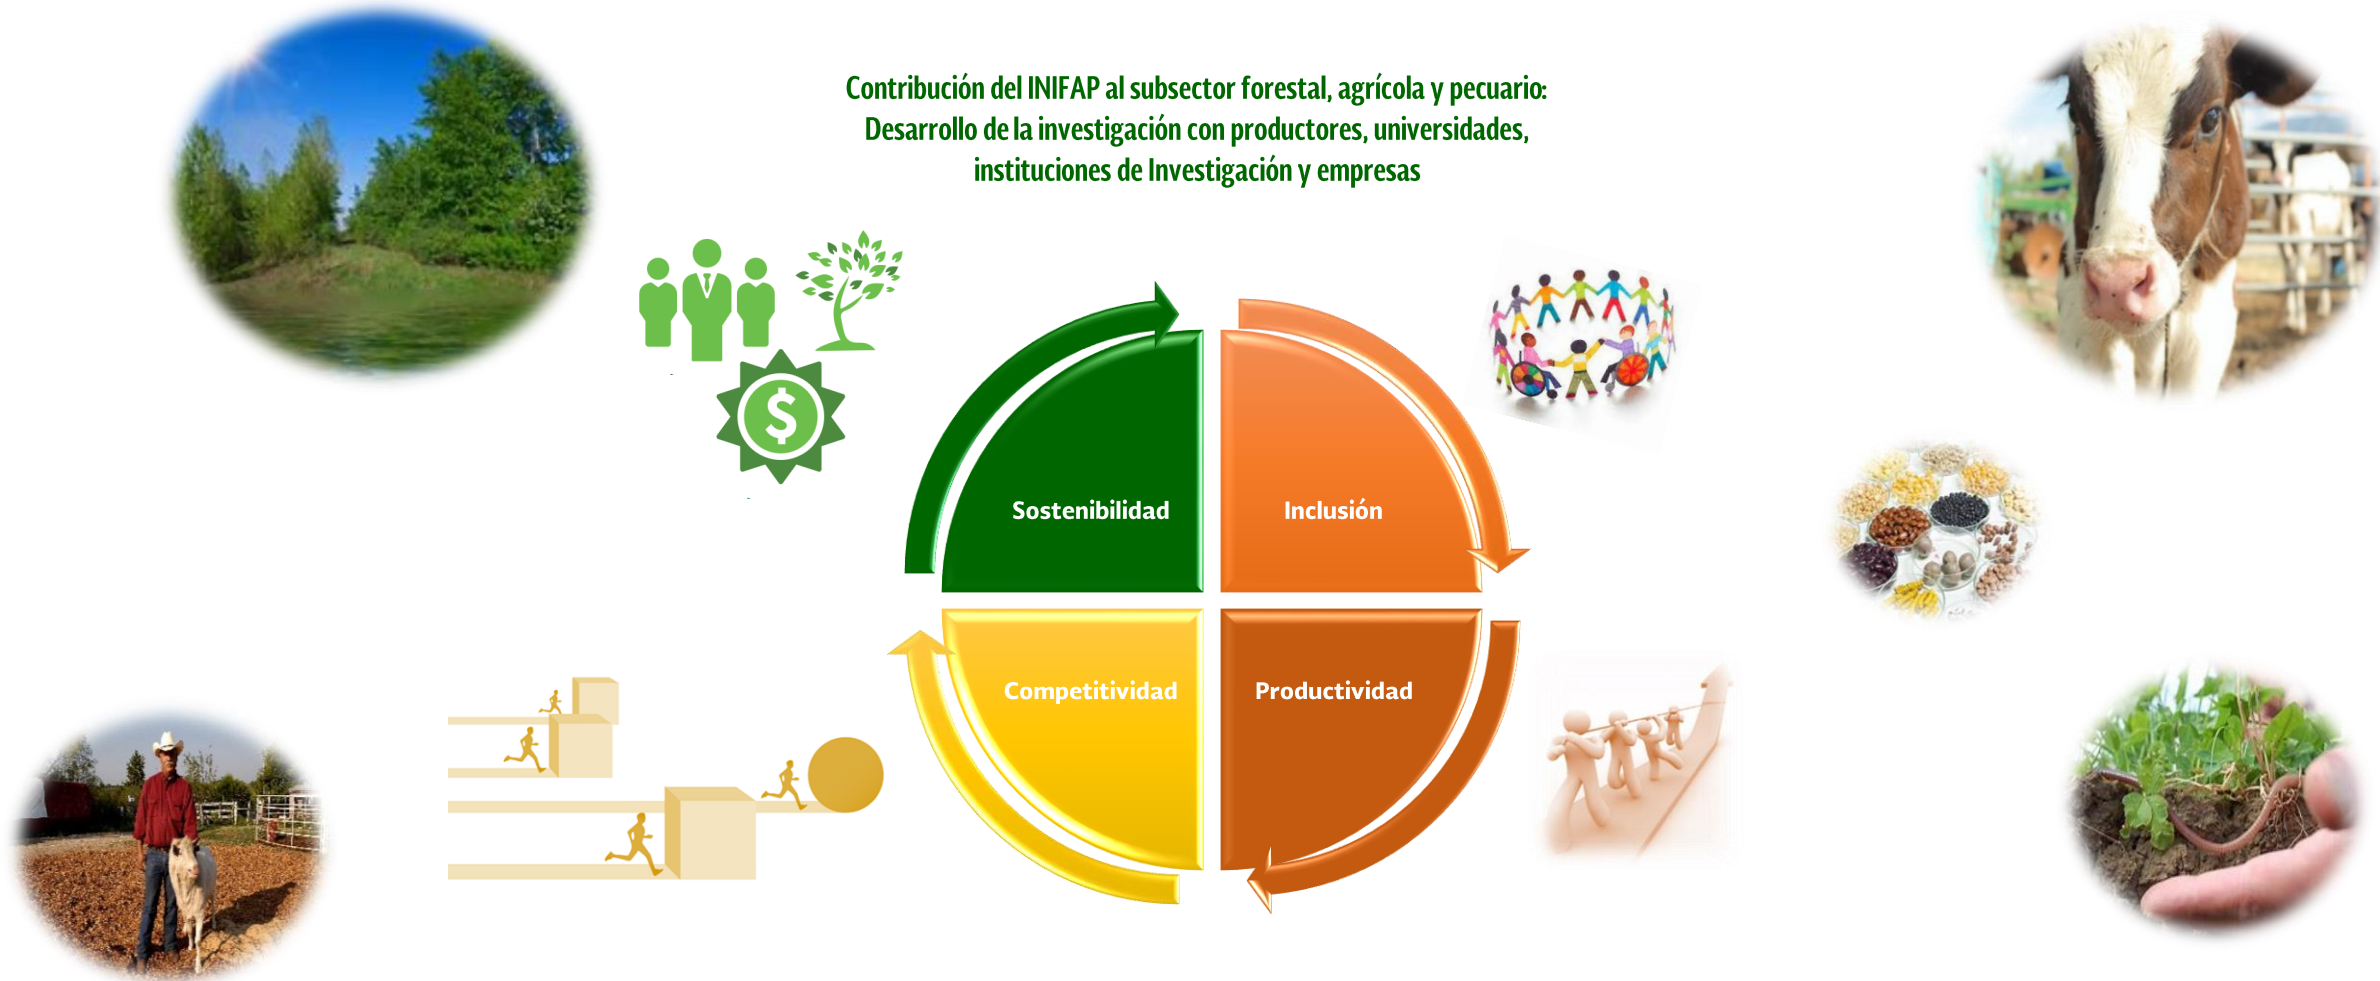 Contribución del INIFAP al subsector forestal, agrícola y pecuario:
Desarrollo de la investigación con productores, universidades,
instituciones de Investigación y empresas
$
Sostenibilidad
Inclusión
Competitividad
Productividad